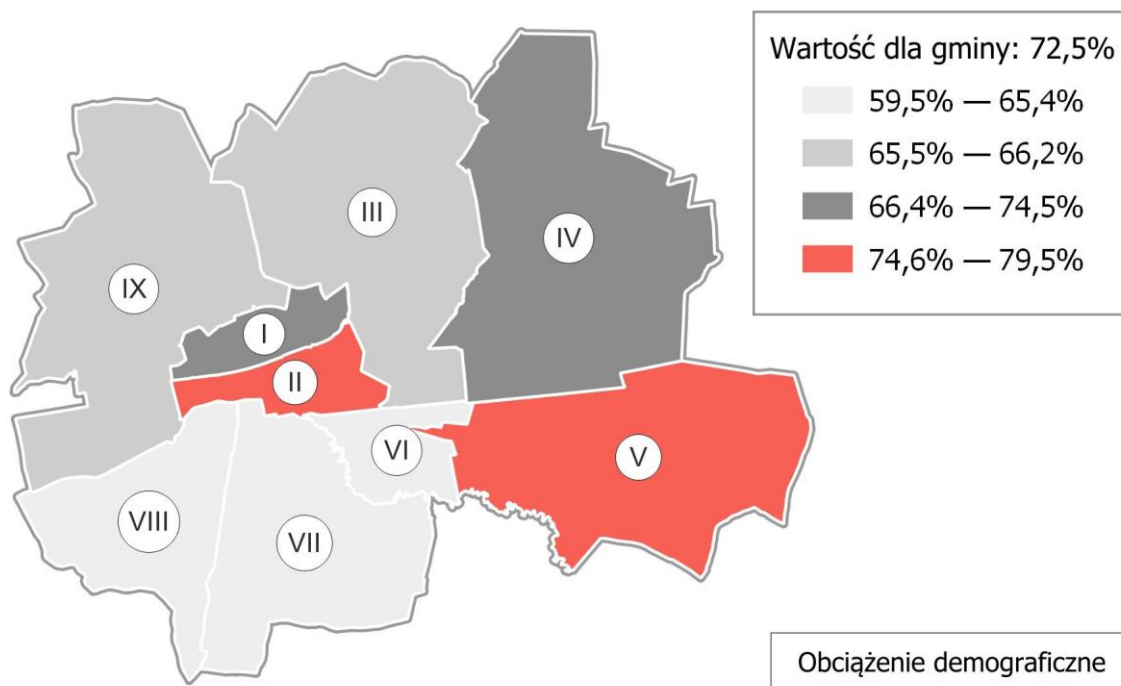 Wartość dla gminy: 72,5%
59,5% — 65,4%
65,5% — 66,2%
66,4% — 74,5%
74,6% — 79,5%
III
IV
IX
I
II
VI
V
VIII
VII
Obciążenie demograficzne